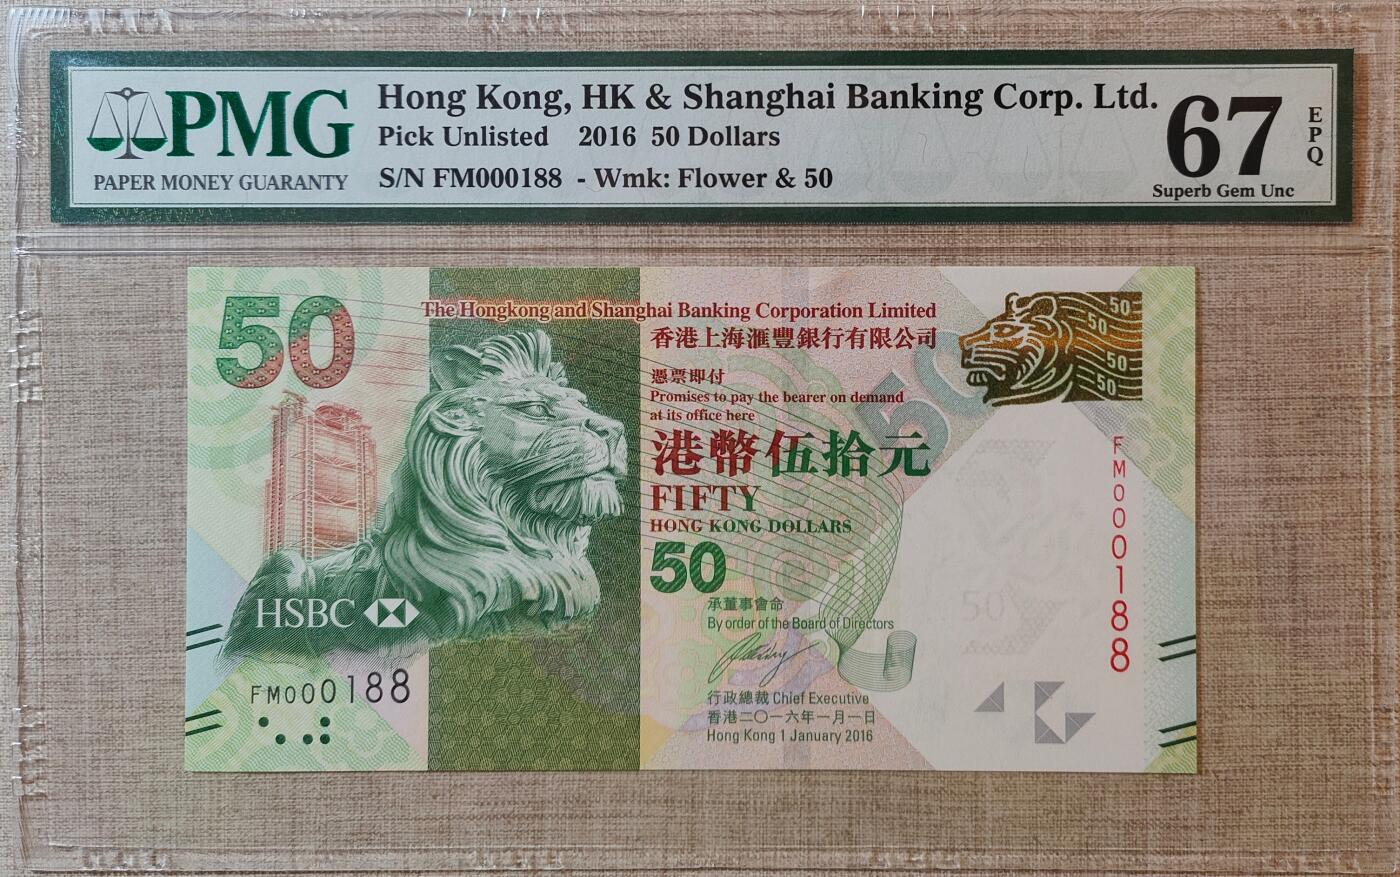 PMG
PAPER MONEY GUARANTY
Hong Kong, HK & Shanghai Banking Corp. Ltd.
Pick Unlisted 2016 50 Dollars
S/N FM000188 - Wmk: Flower & 50
67
EPQ
Superb Gem Unc
50
The Hongkong and Shanghai Banking Corporation Limited
香港上海滙豐銀行有限公司
憑票即付
Promises to pay the bearer on demand
at its office here
港幣伍拾元
FIFTY
HONG KONG DOLLARS
50
承董事會命
By order of the Board of Directors
行政總裁 Chief Executive
香港二〇一六年一月一日
Hong Kong 1 January 2016
HSBC
FM000188
50
50
50
50
50
FM000188
50